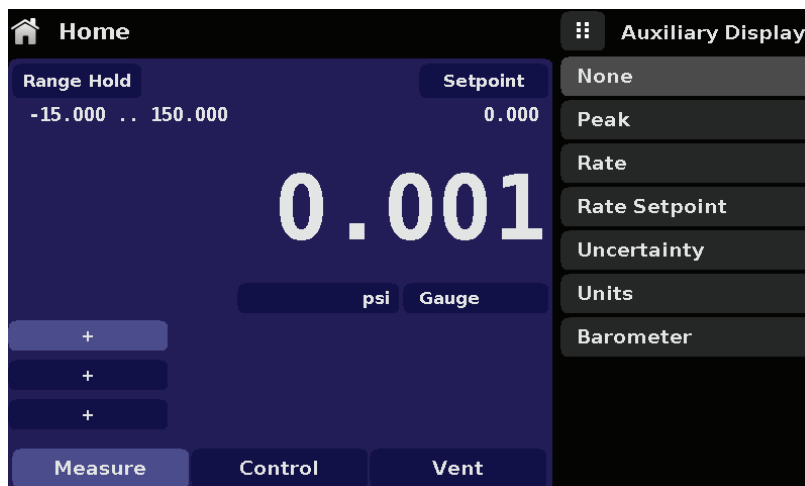 Home
Range Hold
Setpoint
-15.000 .. 150.000
0.000
0.001
psi
Gauge
+
+
+
Measure
Control
Vent
Auxiliary Display
None
Peak
Rate
Rate Setpoint
Uncertainty
Units
Barometer